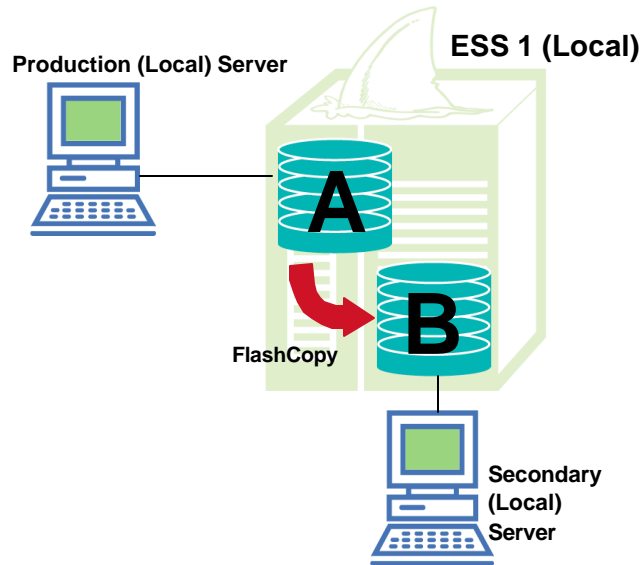 ESS 1 (Local)
Production (Local) Server
A
B
FlashCopy
Secondary
(Local)
Server